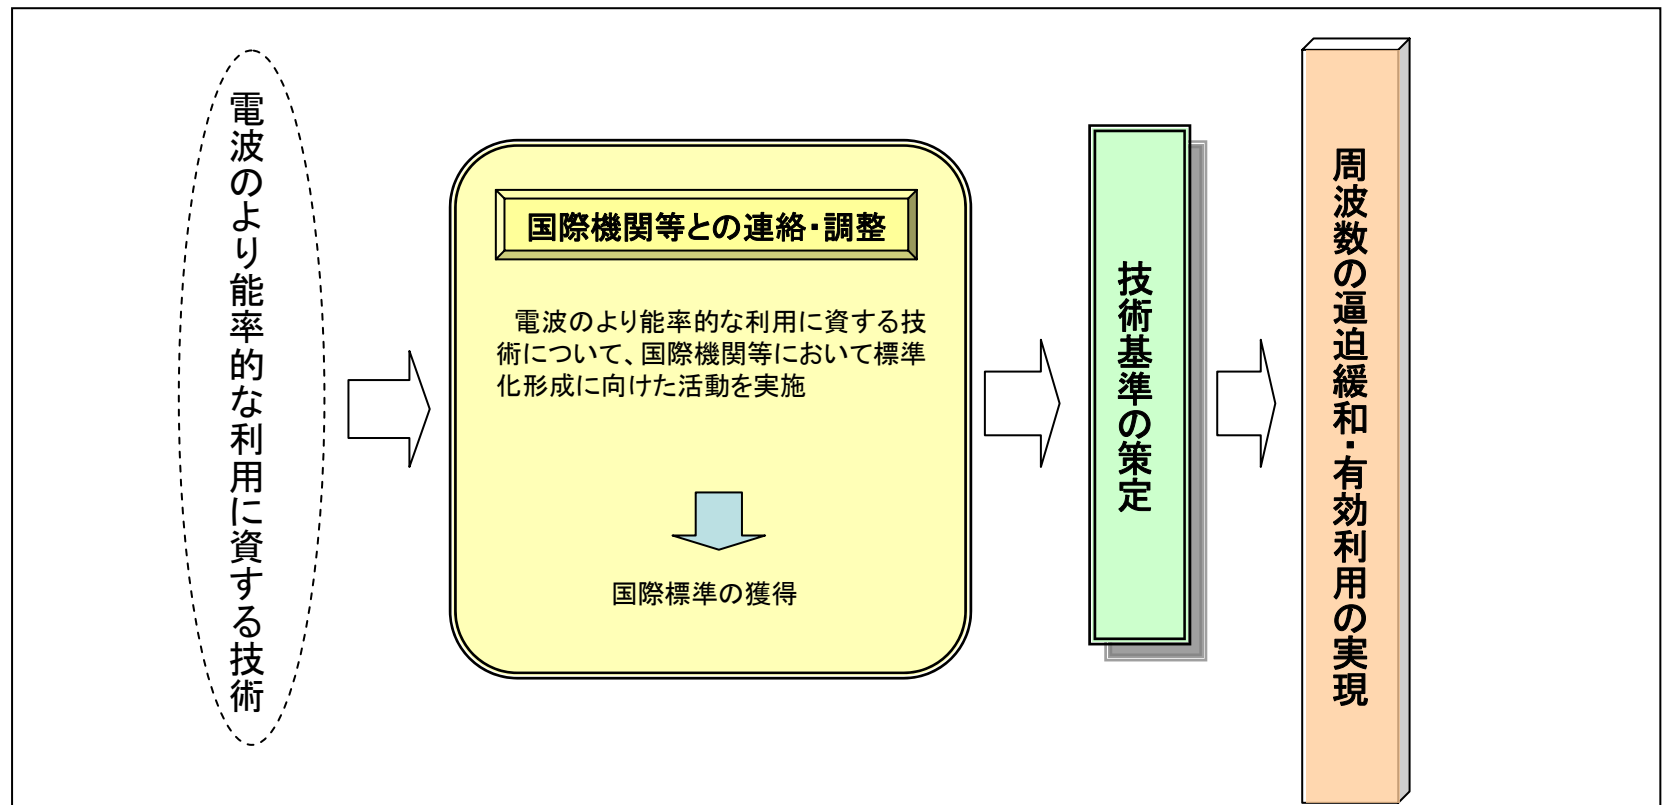 電波のより能率的な利用に資する技術
国際機関等との連絡・調整
電波のより能率的な利用に資する技
術について、国際機関等において標準
化形成に向けた活動を実施
国際標準の獲得
技術基準の策定
周波数の逼迫緩和・有効利用の実現